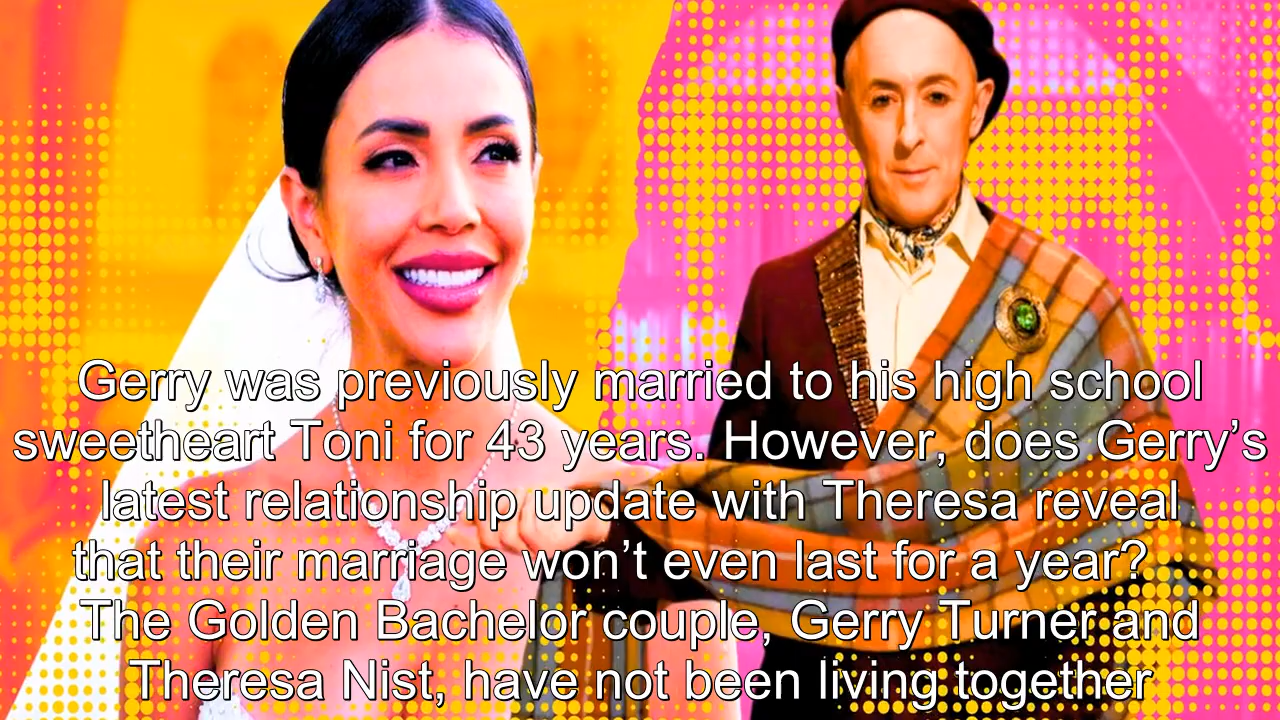 Gerry was previously married to his high school
sweetheart Toni for 43 years. However, does Gerry’s
latest relationship update with Theresa reveal
that their marriage won’t even last for a year?
The Golden Bachelor couple, Gerry Turner and
Theresa Nist, have not been living together